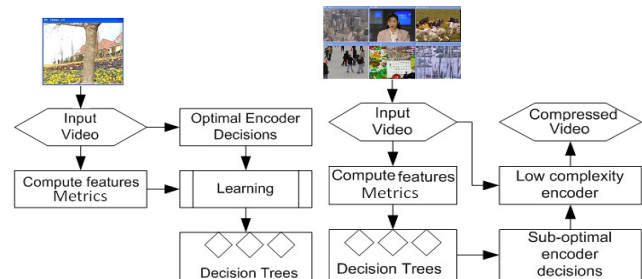 Input
Video
Optimal Encoder
Decisions
Compute features
Metrics
Learning
Decision Trees
Input
Video
Compressed
Video
Compute features
Metrics
Low complexity
encoder
Decision Trees
Sub-optimal
encoder
decisions